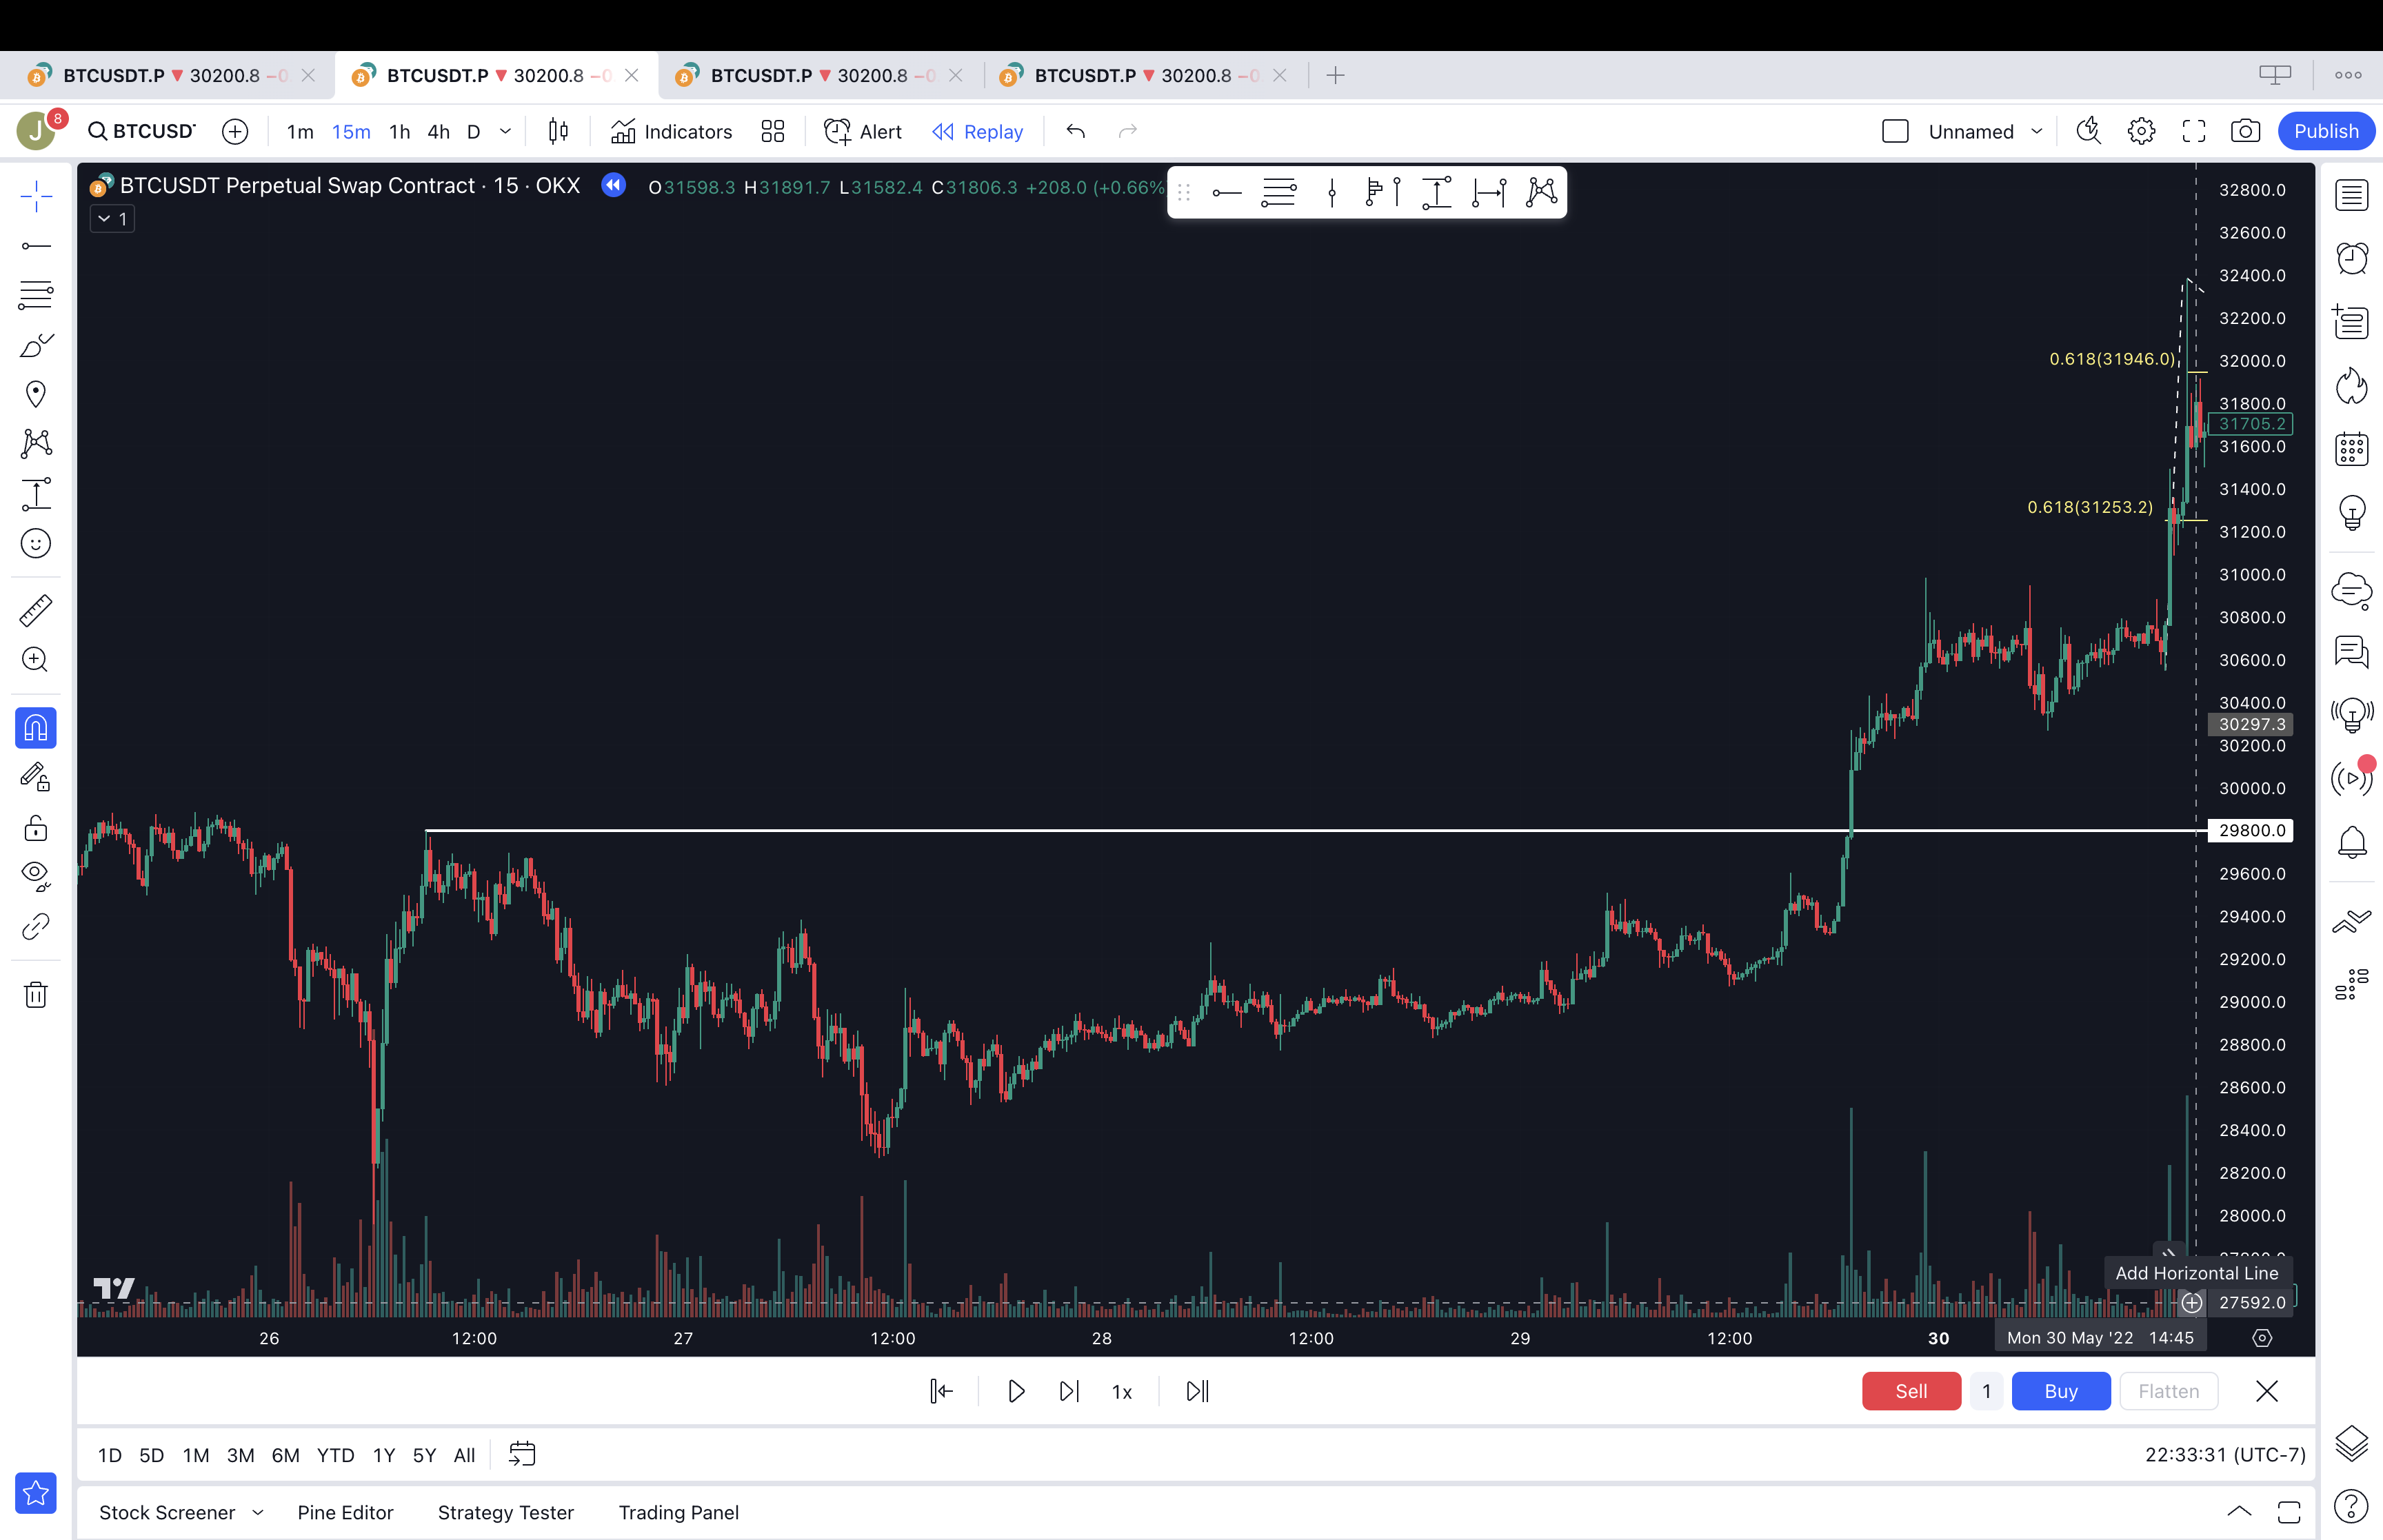 BTCUSDT.P ▼ 30200.8 −0
BTCUSDT.P ▼ 30200.8 −0
BTCUSDT.P ▼ 30200.8 −0
BTCUSDT.P ▼ 30200.8 −0
J 8 BTCUSDT 1m 15m 1h 4h D Indicators Alert Replay Unnamed Publish
BTCUSDT Perpetual Swap Contract · 15 · OKX O31598.3 H31891.7 L31582.4 C31806.3 +208.0 (+0.66%
1
32800.0
32600.0
32400.0
32200.0
0.618(31946.0)
32000.0
31800.0
31705.2
31600.0
31400.0
0.618(31253.2)
31200.0
31000.0
30800.0
30600.0
30400.0
30297.3
30200.0
30000.0
29800.0
29600.0
29400.0
29200.0
29000.0
28800.0
28600.0
28400.0
28200.0
28000.0
Add Horizontal Line
27592.0
26 12:00 27 12:00 28 12:00 29 12:00 30 Mon 30 May '22 14:45
1x Sell 1 Buy Flatten
1D 5D 1M 3M 6M YTD 1Y 5Y All 22:33:31 (UTC-7)
Stock Screener Pine Editor Strategy Tester Trading Panel